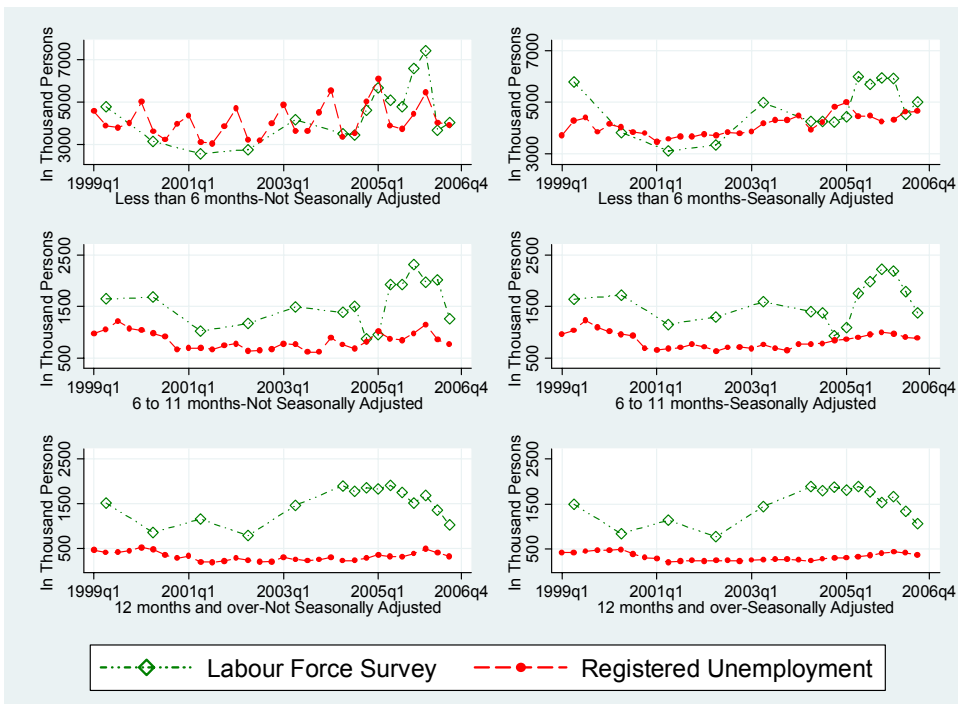 In Thousand Persons
7000
5000
3000
1999q1 2001q1 2003q1 2005q1 2006q4
Less than 6 months-Not Seasonally Adjusted
In Thousand Persons
7000
5000
3000
1999q1 2001q1 2003q1 2005q1 2006q4
Less than 6 months-Seasonally Adjusted
In Thousand Persons
2500
1500
500
1999q1 2001q1 2003q1 2005q1 2006q4
6 to 11 months-Not Seasonally Adjusted
In Thousand Persons
2500
1500
500
1999q1 2001q1 2003q1 2005q1 2006q4
6 to 11 months-Seasonally Adjusted
In Thousand Persons
2500
1500
500
1999q1 2001q1 2003q1 2005q1 2006q4
12 months and over-Not Seasonally Adjusted
In Thousand Persons
2500
1500
500
1999q1 2001q1 2003q1 2005q1 2006q4
12 months and over-Seasonally Adjusted
Labour Force Survey Registered Unemployment